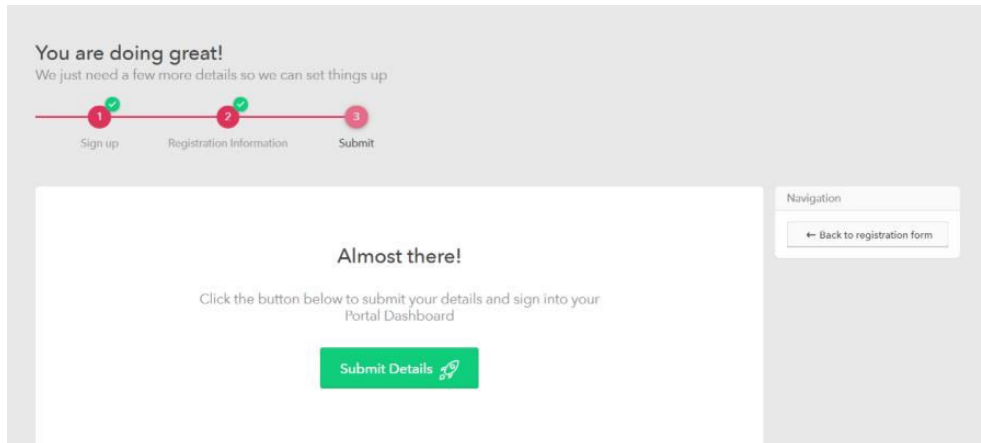 You are doing great!
We just need a few more details so we can set things up
1
2
3
Sign up
Registration Information
Submit
Navigation
← Back to registration form
Almost there!
Click the button below to submit your details and sign into your
Portal Dashboard
Submit Details